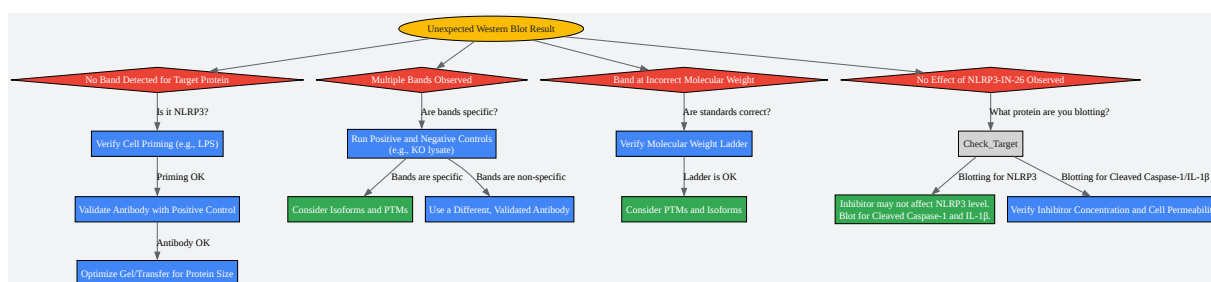 Unexpected Western Blot Result
No Band Detected for Target Protein
Multiple Bands Observed
Band at Incorrect Molecular Weight
No Effect of NLRP3-IN-26 Observed
Is it NLRP3?
Are bands specific?
Are standards correct?
What protein are you blotting?
Verify Cell Priming (e.g., LPS)
Run Positive and Negative Controls
(e.g., KO lysate)
Verify Molecular Weight Ladder
Check_Target
Priming OK
Bands are specific
Bands are non-specific
Ladder is OK
Blotting for NLRP3
Blotting for Cleaved Caspase-1/IL-1β
Validate Antibody with Positive Control
Consider Isoforms and PTMs
Use a Different, Validated Antibody
Consider PTMs and Isoforms
Inhibitor may not affect NLRP3 level.
Blot for Cleaved Caspase-1 and IL-1β.
Verify Inhibitor Concentration and Cell
Antibody OK
Optimize Gel/Transfer for Protein Size